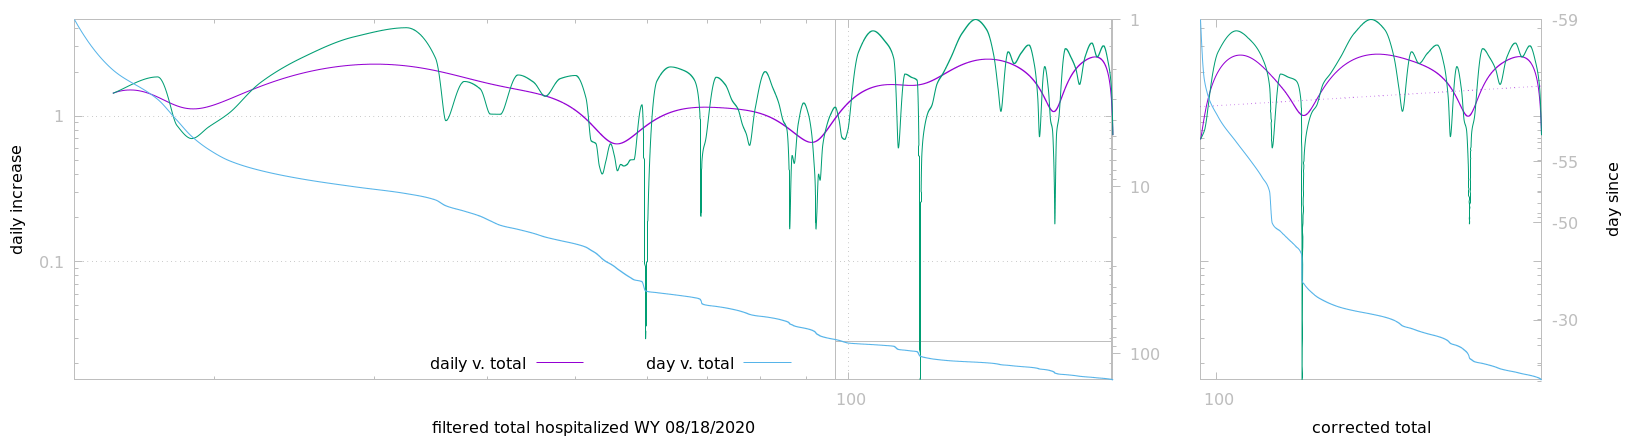 1
-59
1
daily increase
-55
day since
10
-50
0.1
-30
daily v. total
day v. total
100
100
100
filtered total hospitalized WY 08/18/2020
corrected total